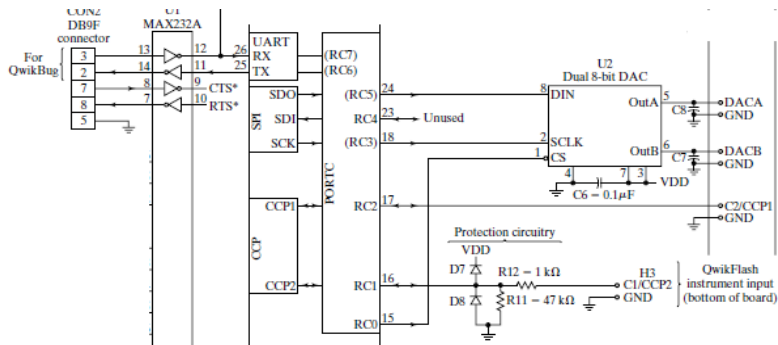 CON2
DB9F
connector
U1
MAX232A
For
QwikBug
3
2
7
8
5
13
14
8
7
12
11
9
10
CTS*
RTS*
26
25
UART
RX
TX
(RC7)
(RC6)
SPI
SDO
SDI
SCK
PORTC
(RC5)
RC4
(RC3)
24
23
18
1
Unused
U2
Dual 8-bit DAC
8
DIN
2
SCLK
CS
OutA
5
OutB
6
4
7
3
VDD
C6 = 0.1μF
C8
C7
DACA
GND
DACB
GND
CCP
CCP1
CCP2
RC2
17
C2/CCP1
GND
RC1
16
RC0
15
Protection circuitry
VDD
D7
D8
R12 = 1 kΩ
R11 = 47 kΩ
H3
C1/CCP2
GND
QwikFlash
instrument input
(bottom of board)